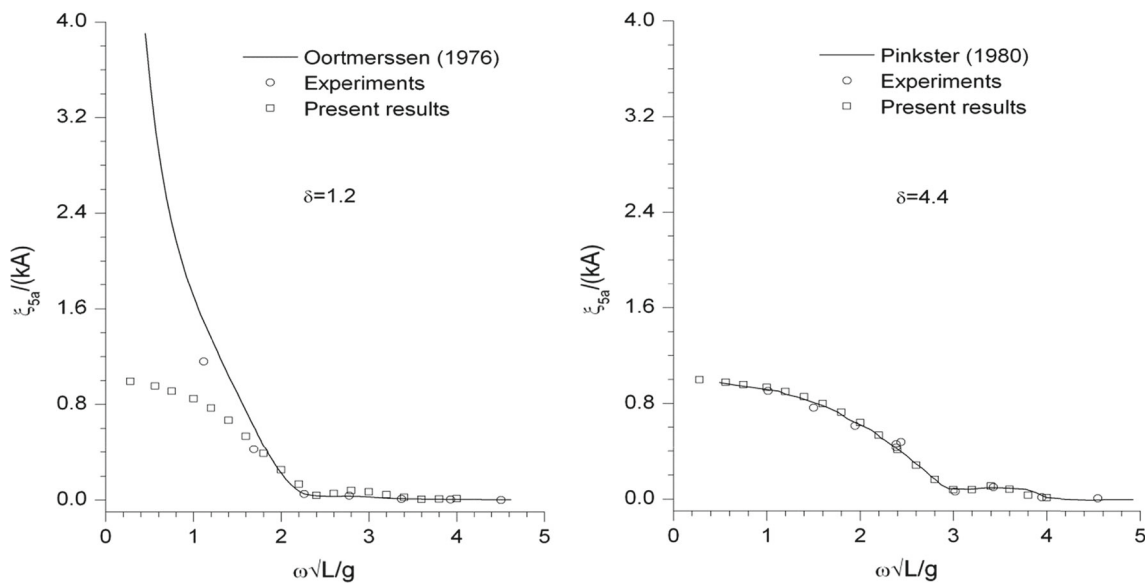 4.0
3.2
2.4
1.6
0.8
0.0
ξ5a/(kA)
Oortmerssen (1976)
Experiments
Present results
δ=1.2
0 1 2 3 4 5
ω√L/g
4.0
3.2
2.4
1.6
0.8
0.0
ξ5a/(kA)
Pinkster (1980)
Experiments
Present results
δ=4.4
0 1 2 3 4 5
ω√L/g